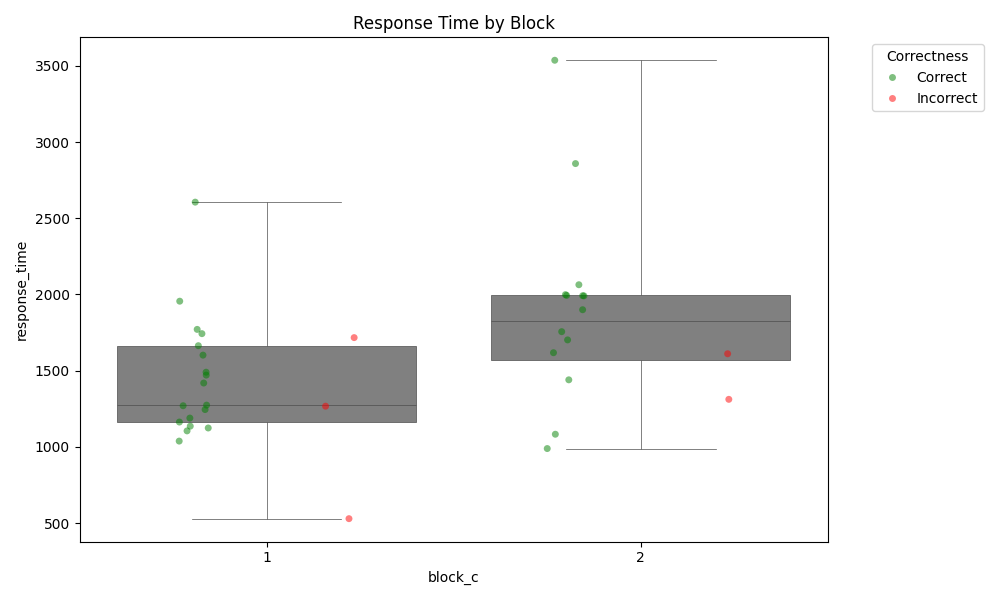 Response Time by Block
Correctness
Correct
Incorrect
response_time
3500
3000
2500
2000
1500
1000
500
1
2
block_c